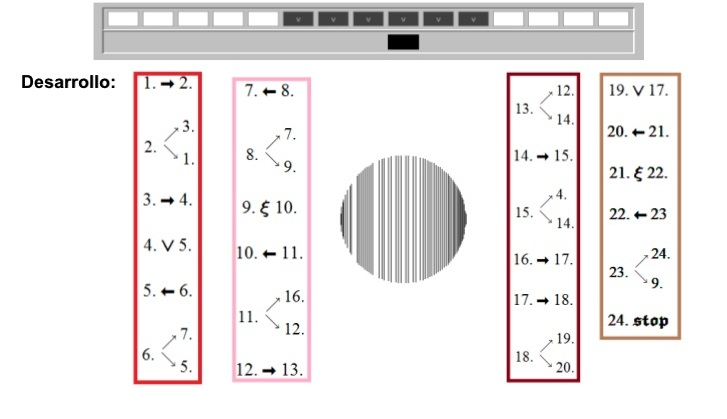 v v v v v v
Desarrollo:
1. → 2.
2. ↗ 3.
↘ 1.
3. → 4.
4. V 5.
5. ← 6.
6. ↗ 7.
↘ 5.
7. ← 8.
8. ↗ 7.
↘ 9.
9. ξ 10.
10. ← 11.
11. ↗ 16.
↘ 12.
12. → 13.
13. ↗ 12.
↘ 14.
14. → 15.
15. ↗ 4.
↘ 14.
16. → 17.
17. → 18.
18. ↗ 19.
↘ 20.
19. V 17.
20. ← 21.
21. ξ 22.
22. ← 23
23. ↗ 24.
↘ 9.
24. stop